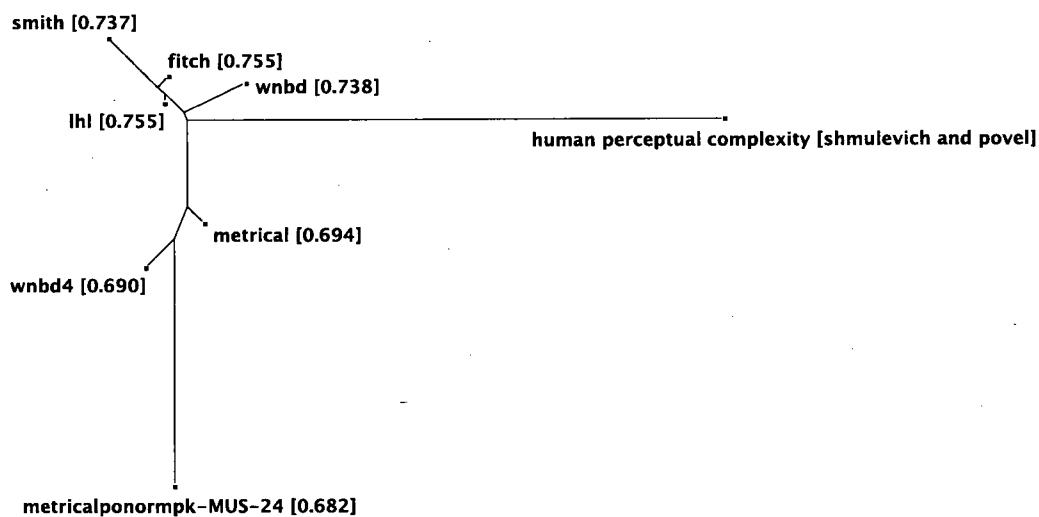 smith [0.737]
fitch [0.755]
wnbd [0.738]
lhl [0.755]
human perceptual complexity [shmulevich and povel]
metrical [0.694]
wnbd4 [0.690]
metricalponormpk-MUS-24 [0.682]